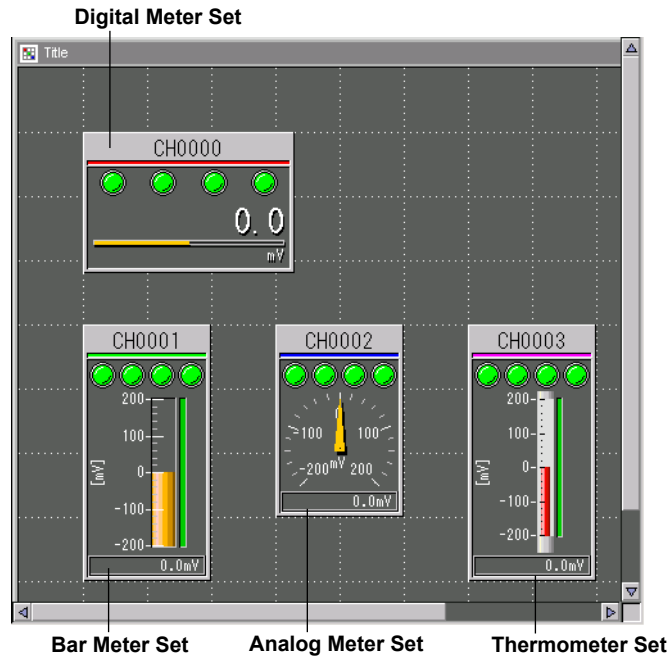 Digital Meter Set
Title
CH0000
0.0
mV
CH0001
200
100
0
-100
-200
[mV]
0.0mV
CH0002
0
-100 100
-200 mV 200
0.0mV
CH0003
200
100
0
-100
-200
[mV]
0.0mV
Bar Meter Set
Analog Meter Set
Thermometer Set